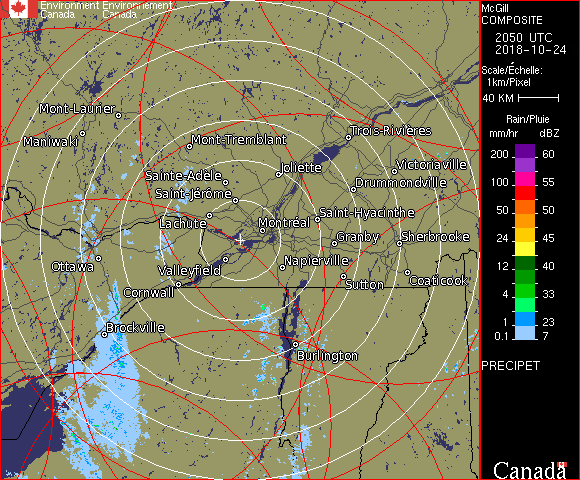 Environment Environnement
Canada Canada
McGill
COMPOSITE
2050 UTC
2018-10-24
Scale/Échelle:
1km/Pixel
40 KM
Rain/Pluie
mm/hr dBZ
200 60
100 55
50 50
24 45
12 40
4 33
1 23
0.1 7
PRECIPET
Mont-Laurier
Maniwaki
Mont-Tremblant
Trois-Rivières
Joliette
Victoriaville
Sainte-Adèle
Saint-Jérôme
Drummondville
Lachute
Montréal
Saint-Hyacinthe
Granby
Sherbrooke
Ottawa
Valleyfield
Napierville
Cornwall
Sutton
Coaticook
Brockville
Burlington
Canada